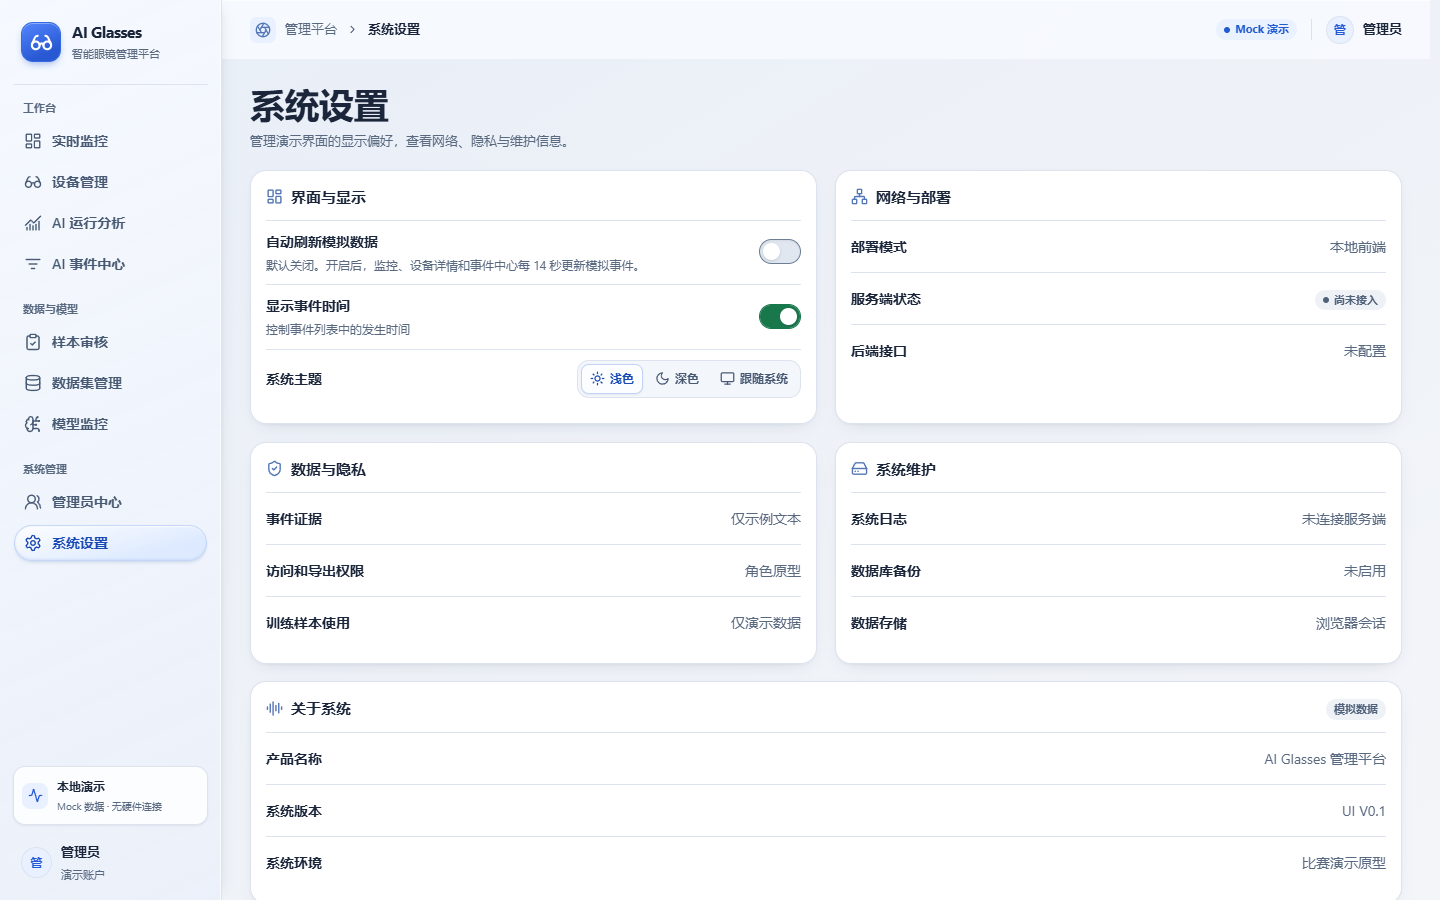 AI Glasses
智能眼镜管理平台
工作台
实时监控
设备管理
AI 运行分析
AI 事件中心
数据与模型
样本审核
数据集管理
模型监控
系统管理
管理员中心
系统设置
本地演示
Mock 数据 · 无硬件连接
管 管理员
演示账户
管理平台 > 系统设置
Mock 演示
管 管理员
系统设置
管理演示界面的显示偏好，查看网络、隐私与维护信息。
界面与显示
自动刷新模拟数据
默认关闭。开启后，监控、设备详情和事件中心每 14 秒更新模拟事件。
显示事件时间
控制事件列表中的发生时间
系统主题 浅色 深色 跟随系统
网络与部署
部署模式 本地前端
服务端状态 尚未接入
后端接口 未配置
数据与隐私
事件证据 仅示例文本
访问和导出权限 角色原型
训练样本使用 仅演示数据
系统维护
系统日志 未连接服务端
数据库备份 未启用
数据存储 浏览器会话
关于系统 模拟数据
产品名称 AI Glasses 管理平台
系统版本 UI V0.1
系统环境 比赛演示原型